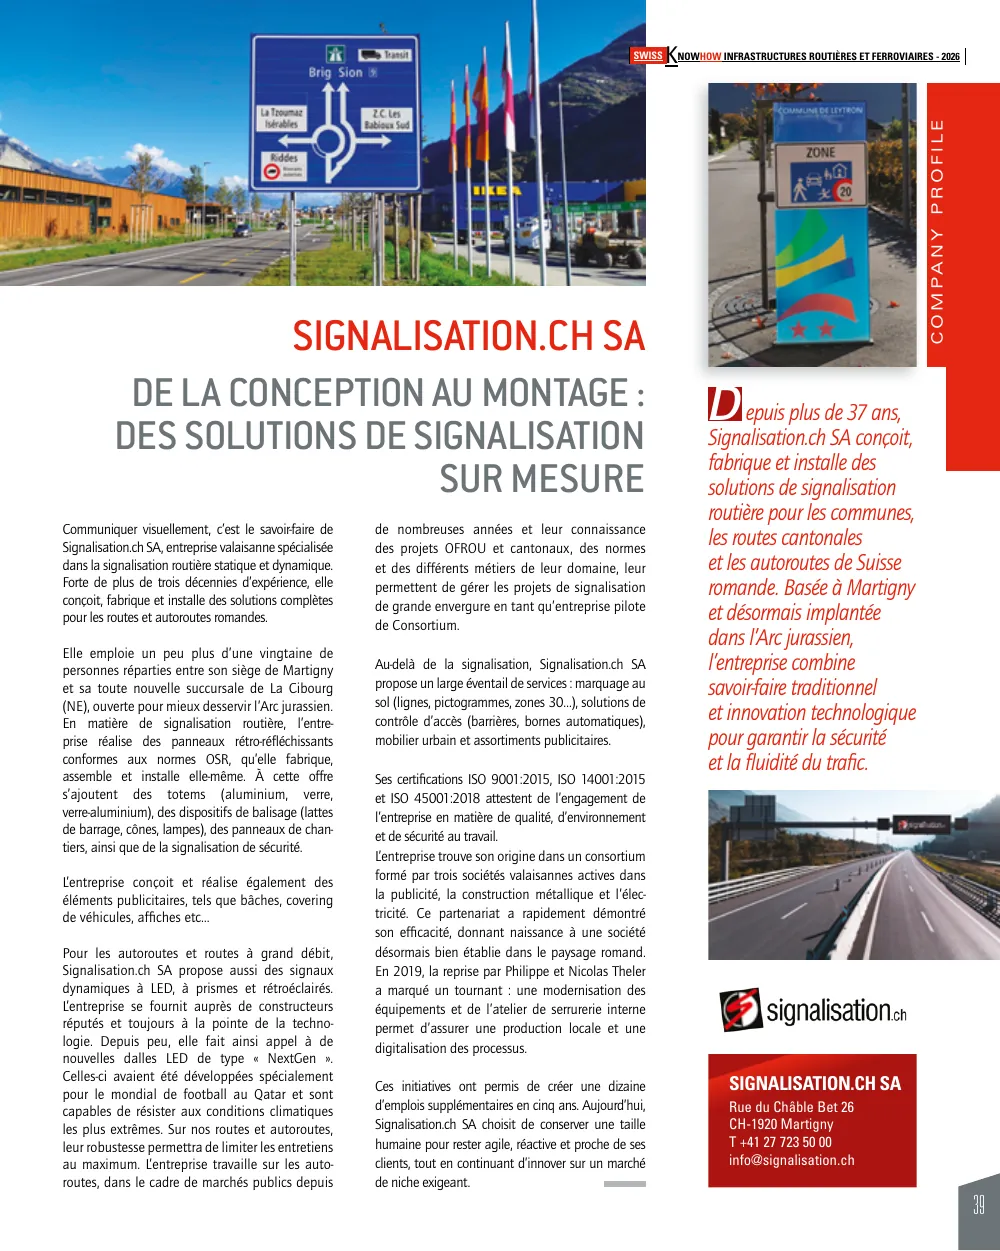 SWISS KNOWHOW INFRASTRUCTURES ROUTIÈRES ET FERROVIAIRES - 2026
Transit
Brig Sion 9
La Tzoumaz
Isérables
Z.C. Les
Babioux Sud
Riddes
IKEA
COMMUNE DE LEYTRON
ZONE
20
COMPANY PROFILE
SIGNALISATION.CH SA
DE LA CONCEPTION AU MONTAGE :
DES SOLUTIONS DE SIGNALISATION
SUR MESURE
Communiquer visuellement, c’est le savoir-faire de
Signalisation.ch SA, entreprise valaisanne spécialisée
dans la signalisation routière statique et dynamique.
Forte de plus de trois décennies d’expérience, elle
conçoit, fabrique et installe des solutions complètes
pour les routes et autoroutes romandes.
Elle emploie un peu plus d’une vingtaine de
personnes réparties entre son siège de Martigny
et sa toute nouvelle succursale de La Cibourg
(NE), ouverte pour mieux desservir l’Arc jurassien.
En matière de signalisation routière, l’entre-
prise réalise des panneaux rétro-réfléchissants
conformes aux normes OSR, qu’elle fabrique,
assemble et installe elle-même. À cette offre
s’ajoutent des totems (aluminium, verre,
verre-aluminium), des dispositifs de balisage (lattes
de barrage, cônes, lampes), des panneaux de chan-
tiers, ainsi que de la signalisation de sécurité.
L’entreprise conçoit et réalise également des
éléments publicitaires, tels que bâches, covering
de véhicules, affiches etc...
Pour les autoroutes et routes à grand débit,
Signalisation.ch SA propose aussi des signaux
dynamiques à LED, à prismes et rétroéclairés.
L’entreprise se fournit auprès de constructeurs
réputés et toujours à la pointe de la techno-
logie. Depuis peu, elle fait ainsi appel à de
nouvelles dalles LED de type « NextGen ».
Celles-ci avaient été développées spécialement
pour le mondial de football au Qatar et sont
capables de résister aux conditions climatiques
les plus extrêmes. Sur nos routes et autoroutes,
leur robustesse permettra de limiter les entretiens
au maximum. L’entreprise travaille sur les auto-
routes, dans le cadre de marchés publics depuis
de nombreuses années et leur connaissance
des projets OFROU et cantonaux, des normes
et des différents métiers de leur domaine, leur
permettent de gérer les projets de signalisation
de grande envergure en tant qu’entreprise pilote
de Consortium.
Au-delà de la signalisation, Signalisation.ch SA
propose un large éventail de services : marquage au
sol (lignes, pictogrammes, zones 30...), solutions de
contrôle d’accès (barrières, bornes automatiques),
mobilier urbain et assortiments publicitaires.
Ses certifications ISO 9001:2015, ISO 14001:2015
et ISO 45001:2018 attestent de l’engagement de
l’entreprise en matière de qualité, d’environnement
et de sécurité au travail.
L’entreprise trouve son origine dans un consortium
formé par trois sociétés valaisannes actives dans
la publicité, la construction métallique et l’élec-
tricité. Ce partenariat a rapidement démontré
son efficacité, donnant naissance à une société
désormais bien établie dans le paysage romand.
En 2019, la reprise par Philippe et Nicolas Theler
a marqué un tournant : une modernisation des
équipements et de l’atelier de serrurerie interne
permet d’assurer une production locale et une
digitalisation des processus.
Ces initiatives ont permis de créer une dizaine
d’emplois supplémentaires en cinq ans. Aujourd’hui,
Signalisation.ch SA choisit de conserver une taille
humaine pour rester agile, réactive et proche de ses
clients, tout en continuant d’innover sur un marché
de niche exigeant.
Depuis plus de 37 ans,
Signalisation.ch SA conçoit,
fabrique et installe des
solutions de signalisation
routière pour les communes,
les routes cantonales
et les autoroutes de Suisse
romande. Basée à Martigny
et désormais implantée
dans l’Arc jurassien,
l’entreprise combine
savoir-faire traditionnel
et innovation technologique
pour garantir la sécurité
et la fluidité du trafic.
signalisation.ch
signalisation.ch
SIGNALISATION.CH SA
Rue du Châble Bet 26
CH-1920 Martigny
T +41 27 723 50 00
info@signalisation.ch
39